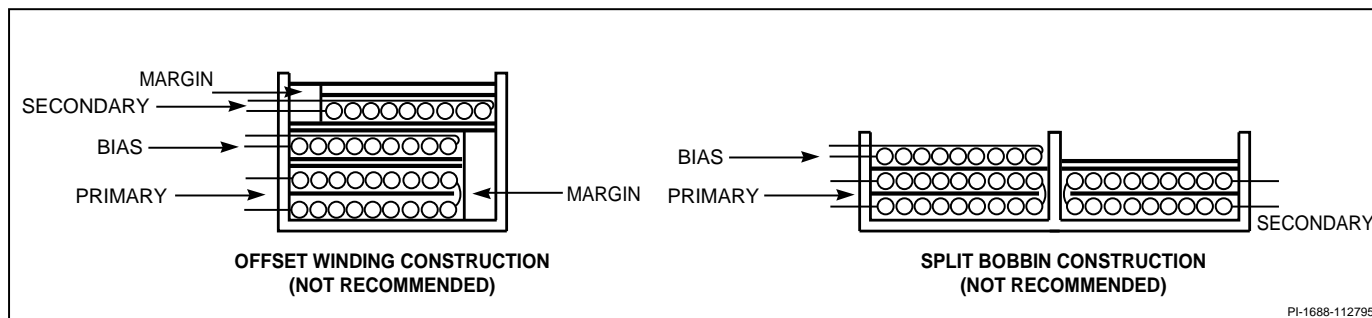 MARGIN
SECONDARY
BIAS
PRIMARY
MARGIN
OFFSET WINDING CONSTRUCTION
(NOT RECOMMENDED)
BIAS
PRIMARY
SECONDARY
SPLIT BOBBIN CONSTRUCTION
(NOT RECOMMENDED)
PI-1688-112795